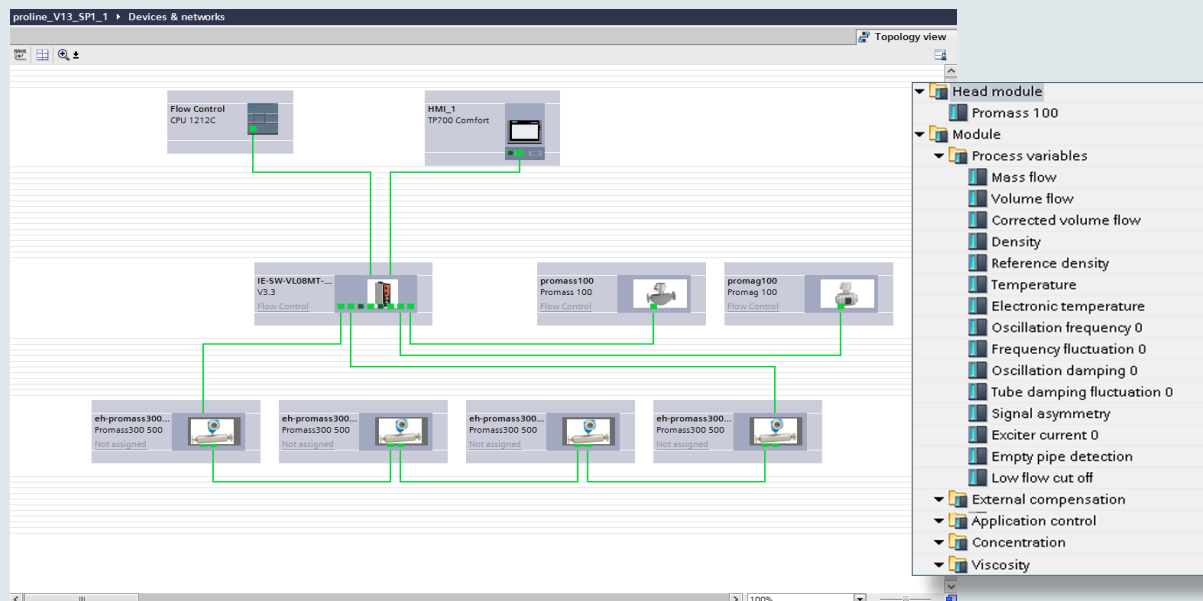 proline_V13_SP1_1 ▸ Devices & networks
Topology view
Flow Control
CPU 1212C
HMI_1
TP700 Comfort
IE-SW-VL08MT-...
V3.3
Flow Control
promass100
Promass 100
Flow Control
promag100
Promag 100
Flow Control
eh-promass300...
Promass300 500
Not assigned
eh-promass300...
Promass300 500
Not assigned
eh-promass300...
Promass300 500
Not assigned
eh-promass300...
Promass300 500
Not assigned
100%
Head module
Promass 100
Module
Process variables
Mass flow
Volume flow
Corrected volume flow
Density
Reference density
Temperature
Electronic temperature
Oscillation frequency 0
Frequency fluctuation 0
Oscillation damping 0
Tube damping fluctuation 0
Signal asymmetry
Exciter current 0
Empty pipe detection
Low flow cut off
External compensation
Application control
Concentration
Viscosity